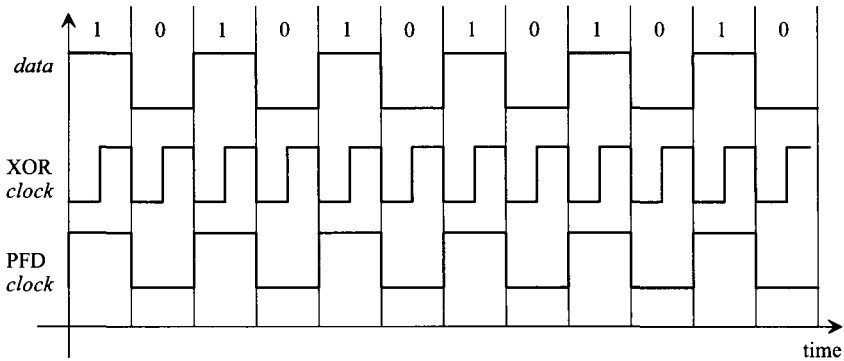 1 0 1 0 1 0 1 0 1 0 1 0
data
XOR
clock
PFD
clock
time